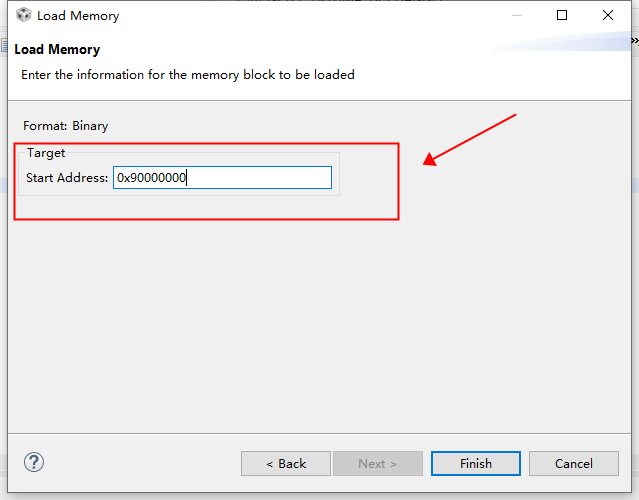 Load Memory
Load Memory
Enter the information for the memory block to be loaded
Format: Binary
Target
Start Address: 0x90000000
< Back Next > Finish Cancel